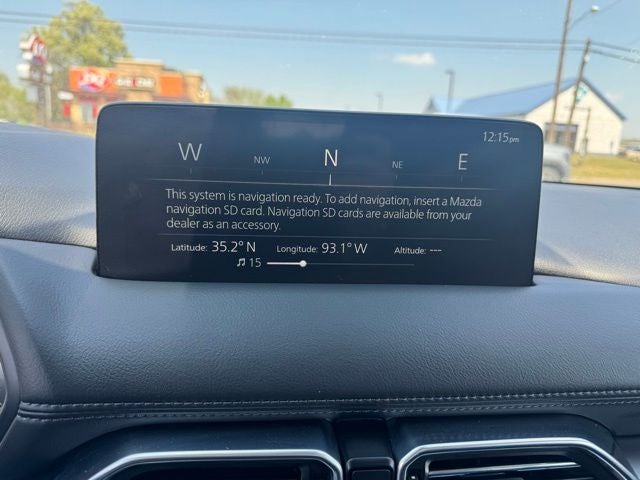 12:15pm
W NW N NE E
This system is navigation ready. To add navigation, insert a Mazda
navigation SD card. Navigation SD cards are available from your
dealer as an accessory.
Latitude: 35.2° N Longitude: 93.1° W Altitude: ---
15